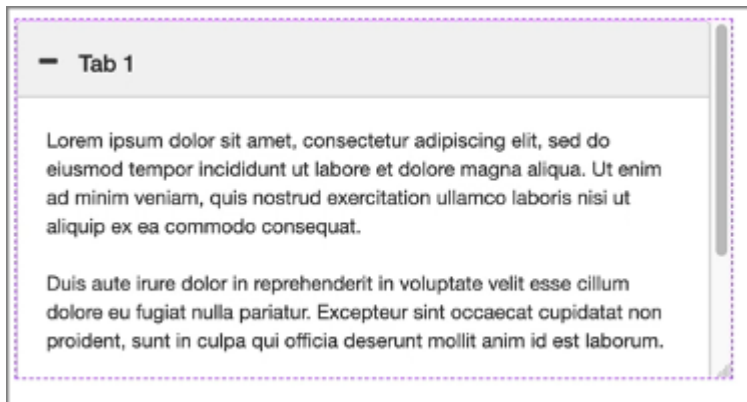 Tab 1
Lorem ipsum dolor sit amet, consectetur adipiscing elit, sed do
eiusmod tempor incididunt ut labore et dolore magna aliqua. Ut enim
ad minim veniam, quis nostrud exercitation ullamco laboris nisi ut
aliquip ex ea commodo consequat.
Duis aute irure dolor in reprehenderit in voluptate velit esse cillum
dolore eu fugiat nulla pariatur. Excepteur sint occaecat cupidatat non
proident, sunt in culpa qui officia deserunt mollit anim id est laborum.